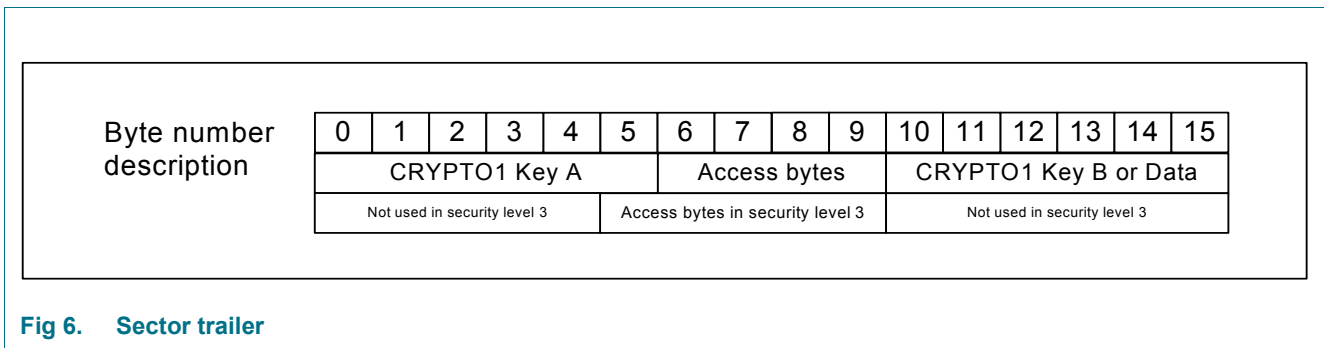 Byte number
description
0 1 2 3 4 5 6 7 8 9 10 11 12 13 14 15
CRYPTO1 Key A Access bytes CRYPTO1 Key B or Data
Not used in security level 3 Access bytes in security level 3 Not used in security level 3
Fig 6. Sector trailer